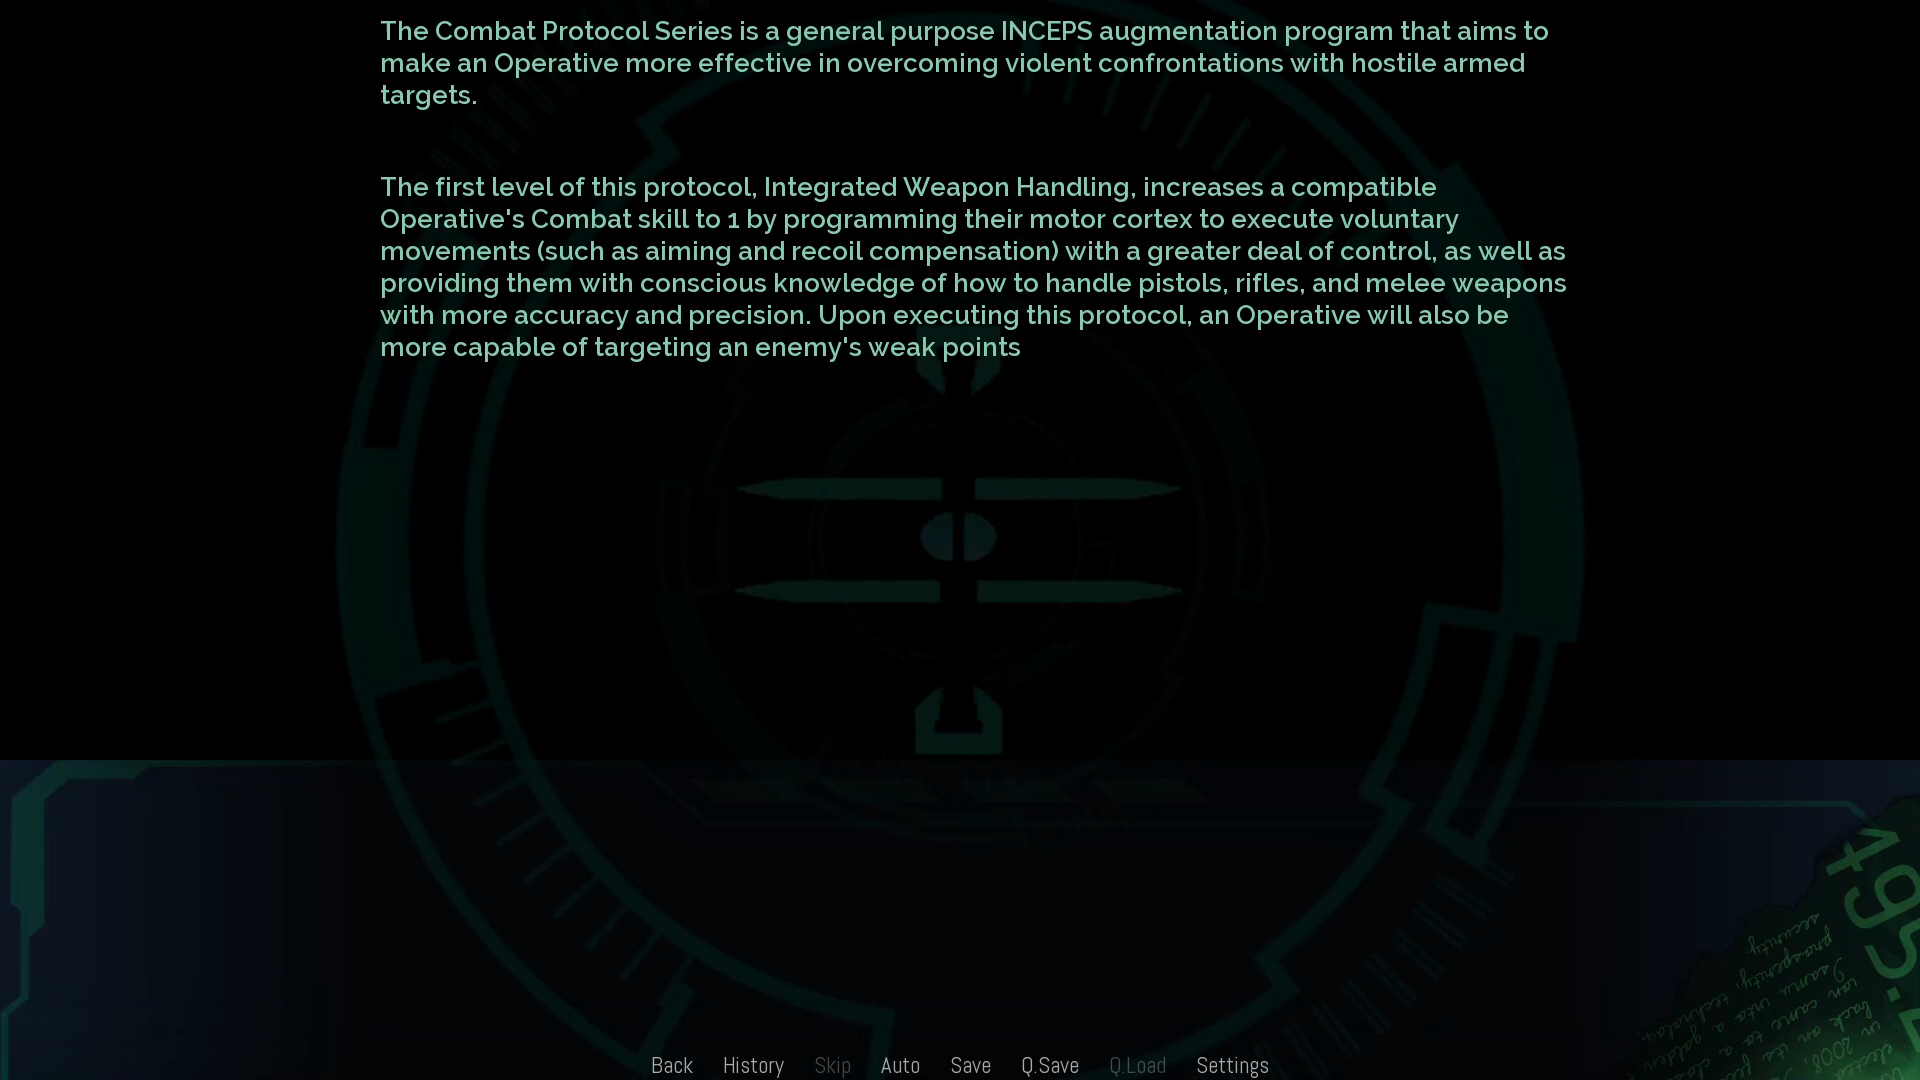 The Combat Protocol Series is a general purpose INCEPS augmentation program that aims to
make an Operative more effective in overcoming violent confrontations with hostile armed
targets.
The first level of this protocol, Integrated Weapon Handling, increases a compatible
Operative's Combat skill to 1 by programming their motor cortex to execute voluntary
movements (such as aiming and recoil compensation) with a greater deal of control, as well as
providing them with conscious knowledge of how to handle pistols, rifles, and melee weapons
with more accuracy and precision. Upon executing this protocol, an Operative will also be
more capable of targeting an enemy's weak points
Back History Skip Auto Save Q.Save Q.Load Settings